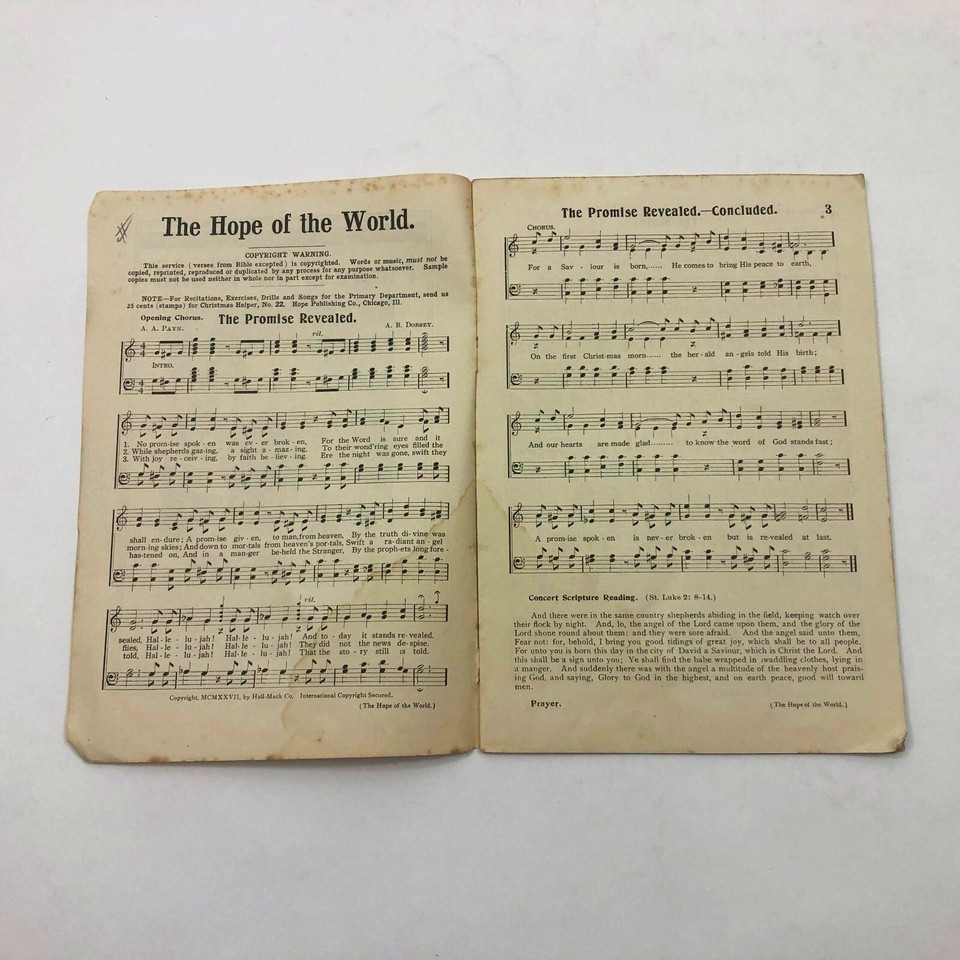 The Hope of the World.
COPYRIGHT WARNING.
This service (verses from Bible excepted) is copyrighted. Words or music, must not be
copied, reprinted, reproduced or duplicated by any process for any purpose whatsoever. Sample
copies must not be used neither in whole nor in part except for examination.
NOTE—For Recitations, Exercises, Drills and Songs for the Primary Department, send us
25 cents (stamps) for Christmas Helper, No. 22, Hope Publishing Co., Chicago, Ill.
Opening Chorus. The Promise Revealed.
A. A. PAYN. A. B. DORSEY.
rit.
INTRO.
1. No prom-ise spok - en was ev - er brok - en, For the Word is sure and it
2. While shepherds gaz-ing, a sight a - maz - ing, To their wond'ring eyes filled the
3. With joy re - ceiv - ing, by faith be - liev - ing. Ere the night was gone, swift they
shall en-dure; A prom-ise giv - en, to man, from heaven, By the truth di-vine was
morn-ing skies; And down to mor-tals from heaven's por-tals, Swift a ra-diant an-gel
has-tened on, And in a man-ger be-held the Stranger, By the proph-ets long fore -
rit.
sealed, Hal - le - lu - jah! Hal - le - lu - jah! And to - day it stands re-vealed.
flies, Hal - le - lu - jah! Hal - le - lu - jah! They did not the news de-spise.
told, Hal - le - lu - jah! Hal - le - lu - jah! That the sto - ry still is told.
Copyright, MCMXXVII, by Hall-Mack Co. International Copyright Secured.
(The Hope of the World.)
The Promise Revealed.—Concluded. 3
CHORUS.
For a Sav - iour is born,...... He comes to bring His peace to earth,
On the first Christ-mas morn...... the her-ald an-gels told His birth;
And our hearts are made glad......... to know the word of God stands fast;
A prom-ise spok - en is nev - er brok - en but is re-vealed at last.
Concert Scripture Reading. (St. Luke 2: 8–14.)
And there were in the same country shepherds abiding in the field, keeping watch over
their flock by night. And, lo, the angel of the Lord came upon them, and the glory of the
Lord shone round about them: and they were sore afraid. And the angel said unto them,
Fear not: for, behold, I bring you good tidings of great joy, which shall be to all people.
For unto you is born this day in the city of David a Saviour, which is Christ the Lord. And
this shall be a sign unto you; Ye shall find the babe wrapped in swaddling clothes, lying in
a manger. And suddenly there was with the angel a multitude of the heavenly host prais-
ing God, and saying, Glory to God in the highest, and on earth peace, good will toward
men.
Prayer. (The Hope of the World.)